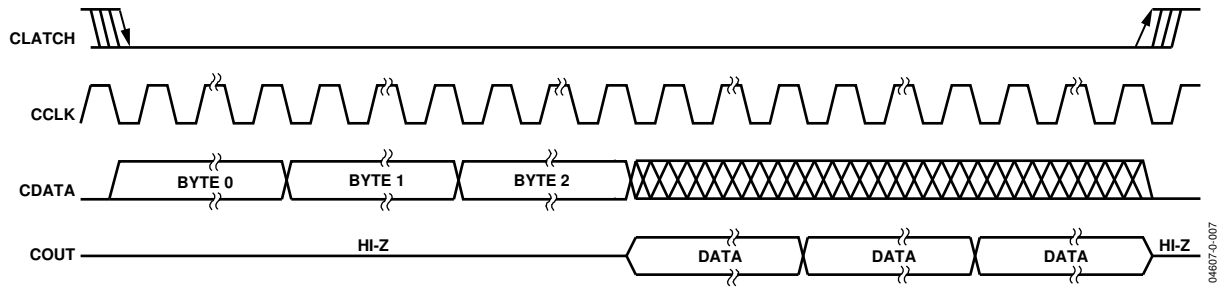 CLATCH
CCLK
CDATA BYTE 0 BYTE 1 BYTE 2
COUT HI-Z DATA DATA DATA HI-Z
04607-0-007